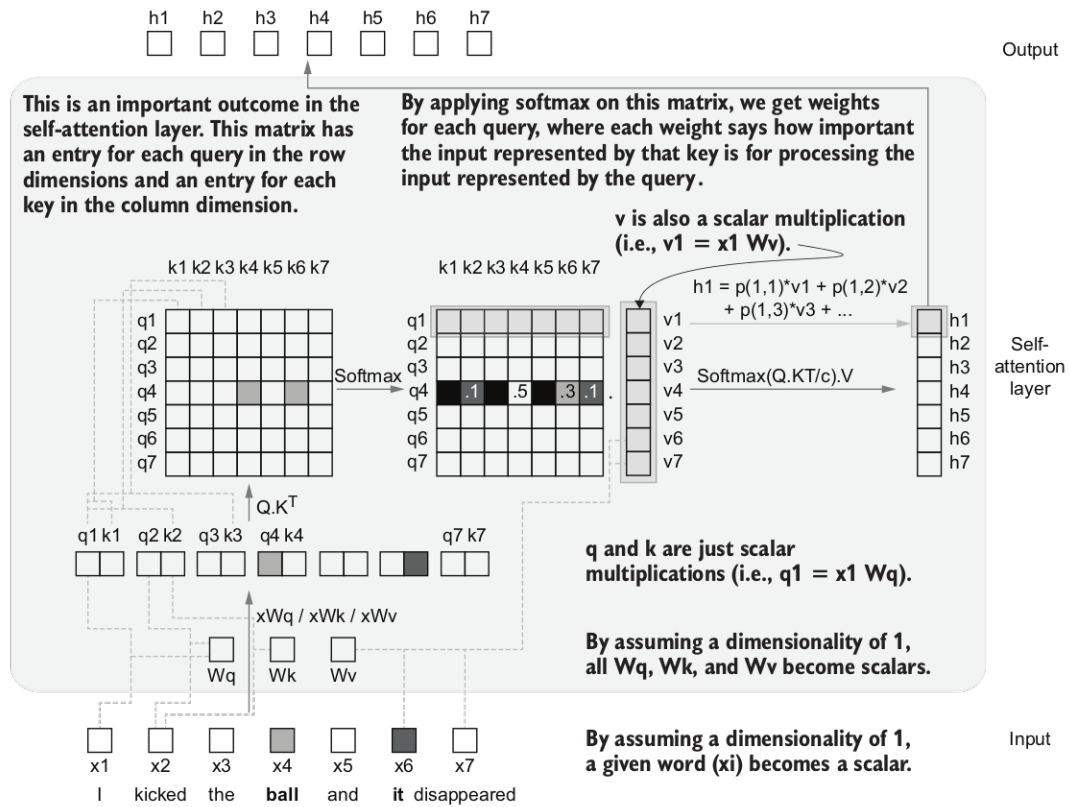 h1 h2 h3 h4 h5 h6 h7
Output
This is an important outcome in the
self-attention layer. This matrix has
an entry for each query in the row
dimensions and an entry for each
key in the column dimension.
By applying softmax on this matrix, we get weights
for each query, where each weight says how important
the input represented by that key is for processing the
input represented by the query.
v is also a scalar multiplication
(i.e., v1 = x1 Wv).
k1 k2 k3 k4 k5 k6 k7
q1
q2
q3
q4
q5
q6
q7
Softmax
k1 k2 k3 k4 k5 k6 k7
q1
q2
q3
q4 .1 .5 .3 .1 .
q5
q6
q7
v1
v2
v3
v4
v5
v6
v7
h1 = p(1,1)*v1 + p(1,2)*v2
+ p(1,3)*v3 + ...
Softmax(Q.KT/c).V
h1
h2
h3
h4
h5
h6
h7
Self-
attention
layer
Q.K^T
q1 k1 q2 k2 q3 k3 q4 k4 q7 k7
q and k are just scalar
multiplications (i.e., q1 = x1 Wq).
xWq / xWk / xWv
Wq Wk Wv
By assuming a dimensionality of 1,
all Wq, Wk, and Wv become scalars.
By assuming a dimensionality of 1,
a given word (xi) becomes a scalar.
Input
x1 x2 x3 x4 x5 x6 x7
I kicked the ball and it disappeared